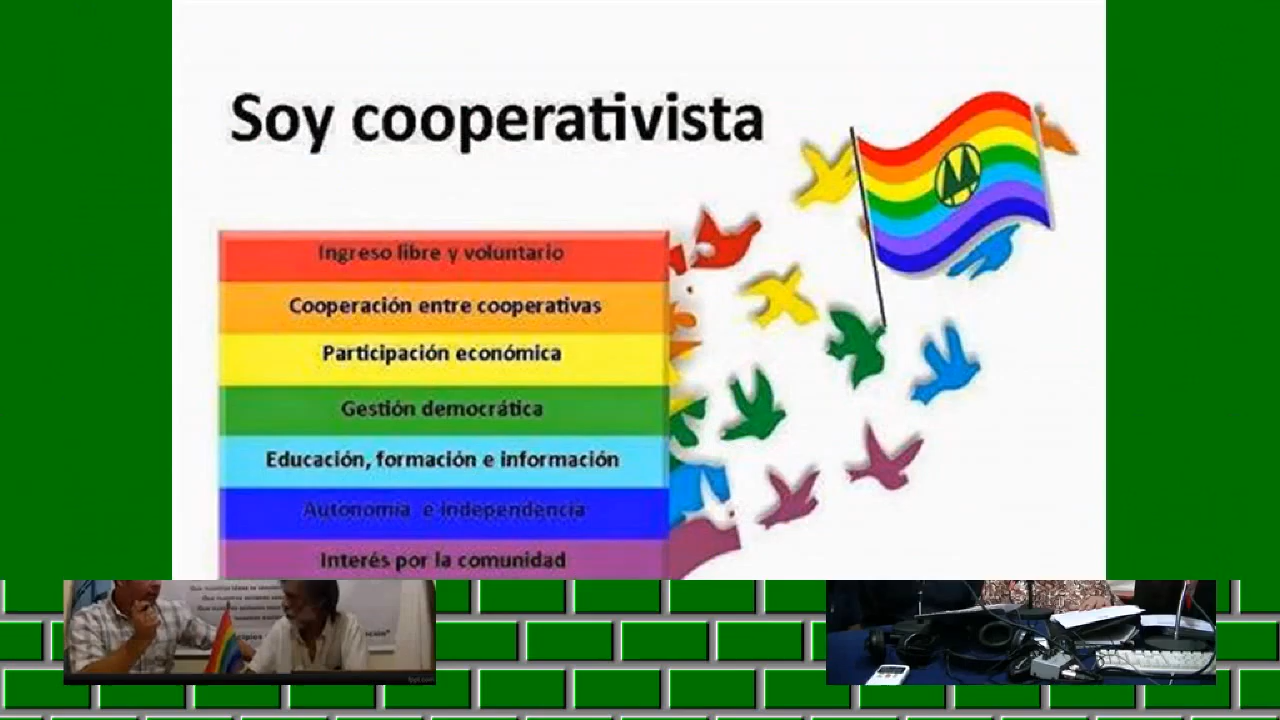 Soy cooperativista
Ingreso libre y voluntario
Cooperación entre cooperativas
Participación económica
Gestión democrática
Educación, formación e información
Autonomía e independencia
Interés por la comunidad